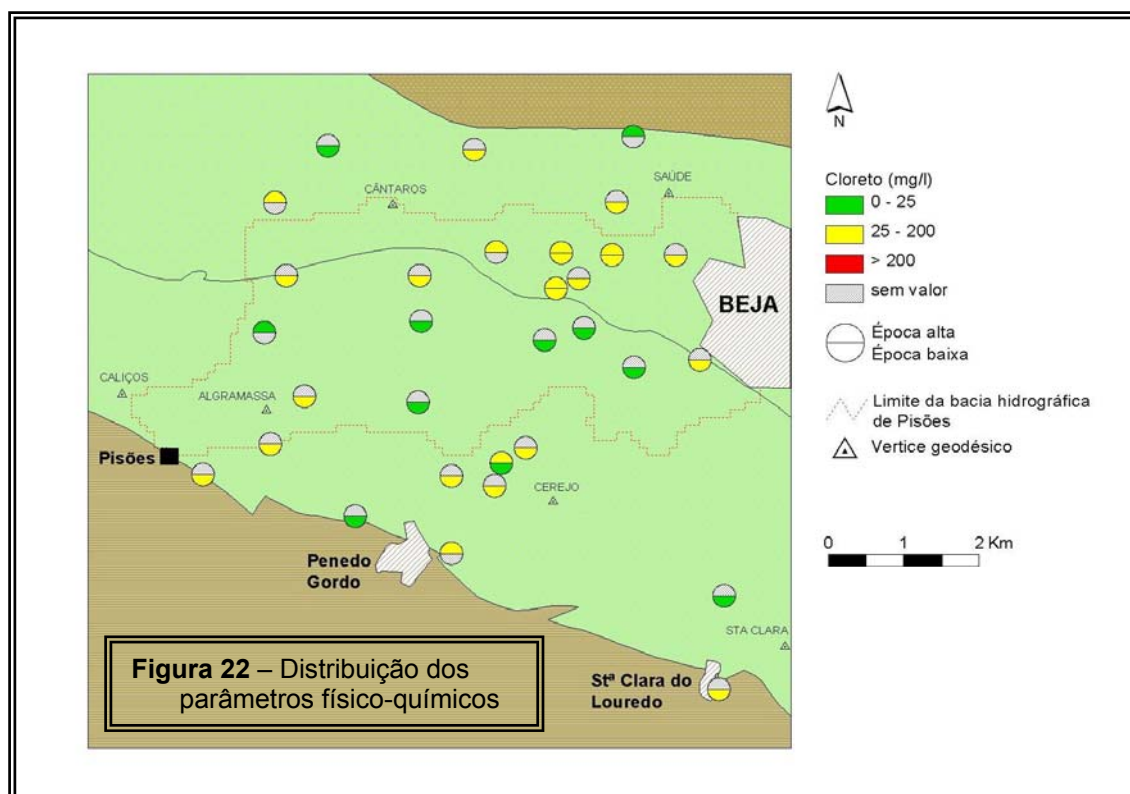 CÂNTAROS
SAÚDE
BEJA
CALIÇOS
ALGRAMASSA
Pisões
CEREJO
Penedo
Gordo
STA CLARA
Stª Clara do
Louredo
Figura 22 – Distribuição dos
parâmetros físico-químicos
N
Cloreto (mg/l)
0 - 25
25 - 200
> 200
sem valor
Época alta
Época baixa
Limite da bacia hidrográfica
de Pisões
Vertice geodésico
0 1 2 Km